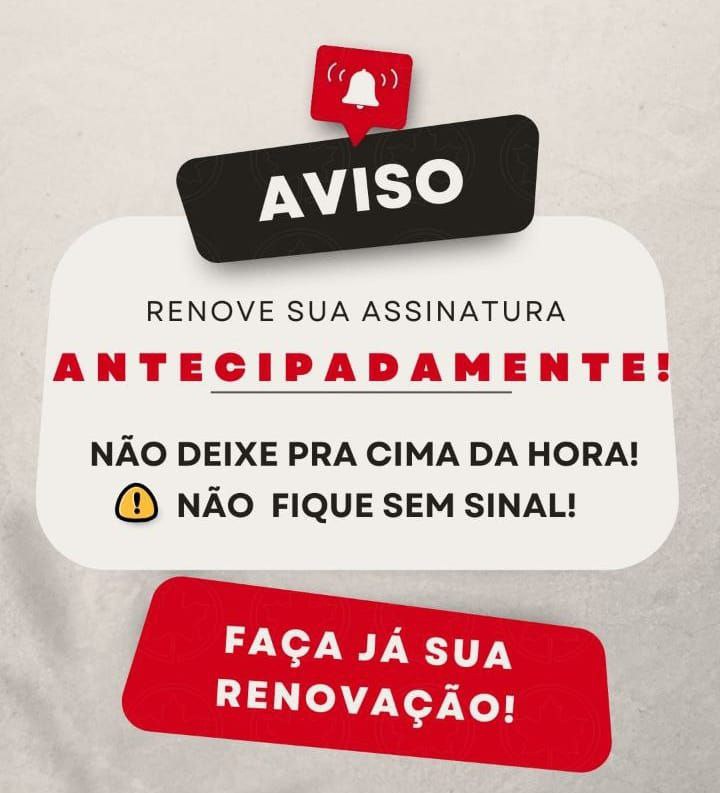 AVISO
RENOVE SUA ASSINATURA
ANTECIPADAMENTE!
NÃO DEIXE PRA CIMA DA HORA!
NÃO FIQUE SEM SINAL!
FAÇA JÁ SUA
RENOVAÇÃO!